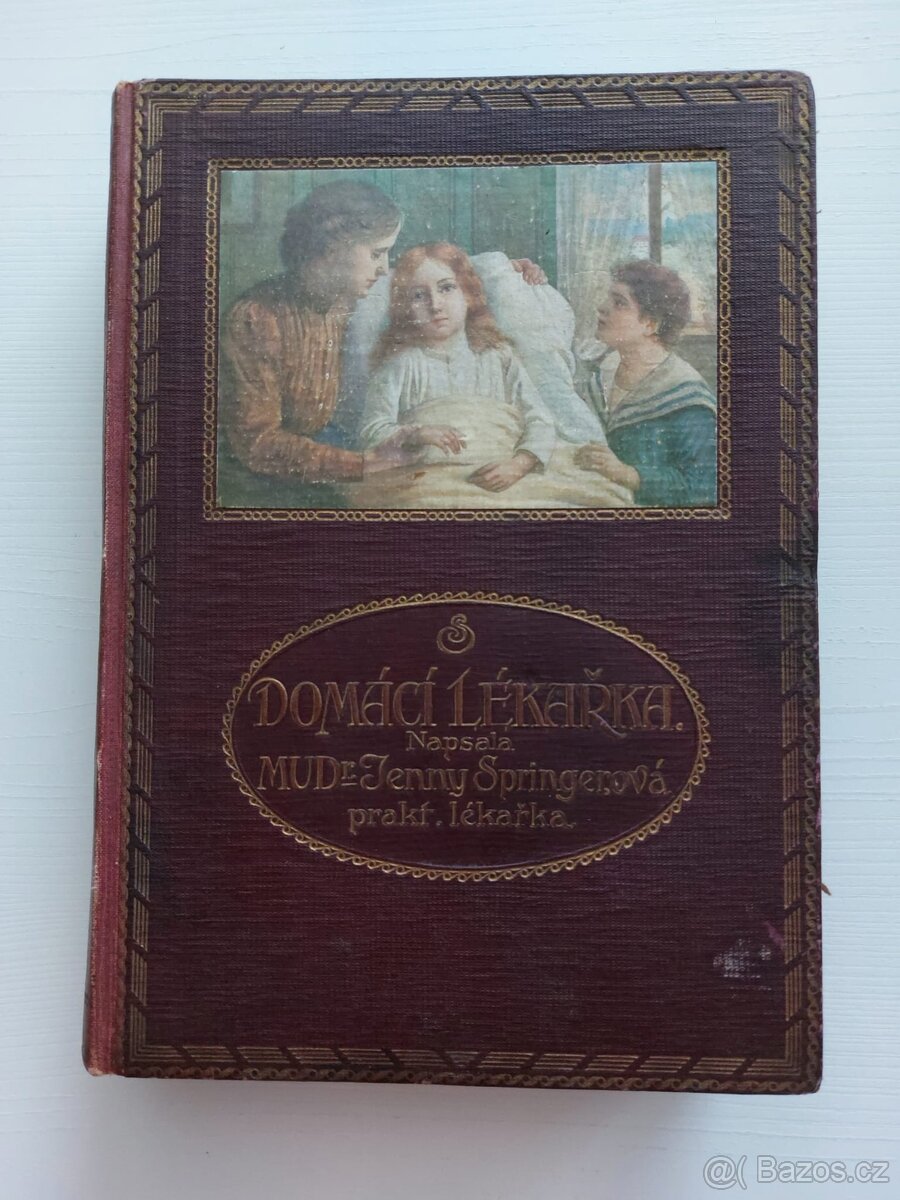 S
DOMÁCÍ LÉKAŘKA.
Napsala
MUDr. Jenny Springerová
prakt. lékařka.
@( Bazos.cz